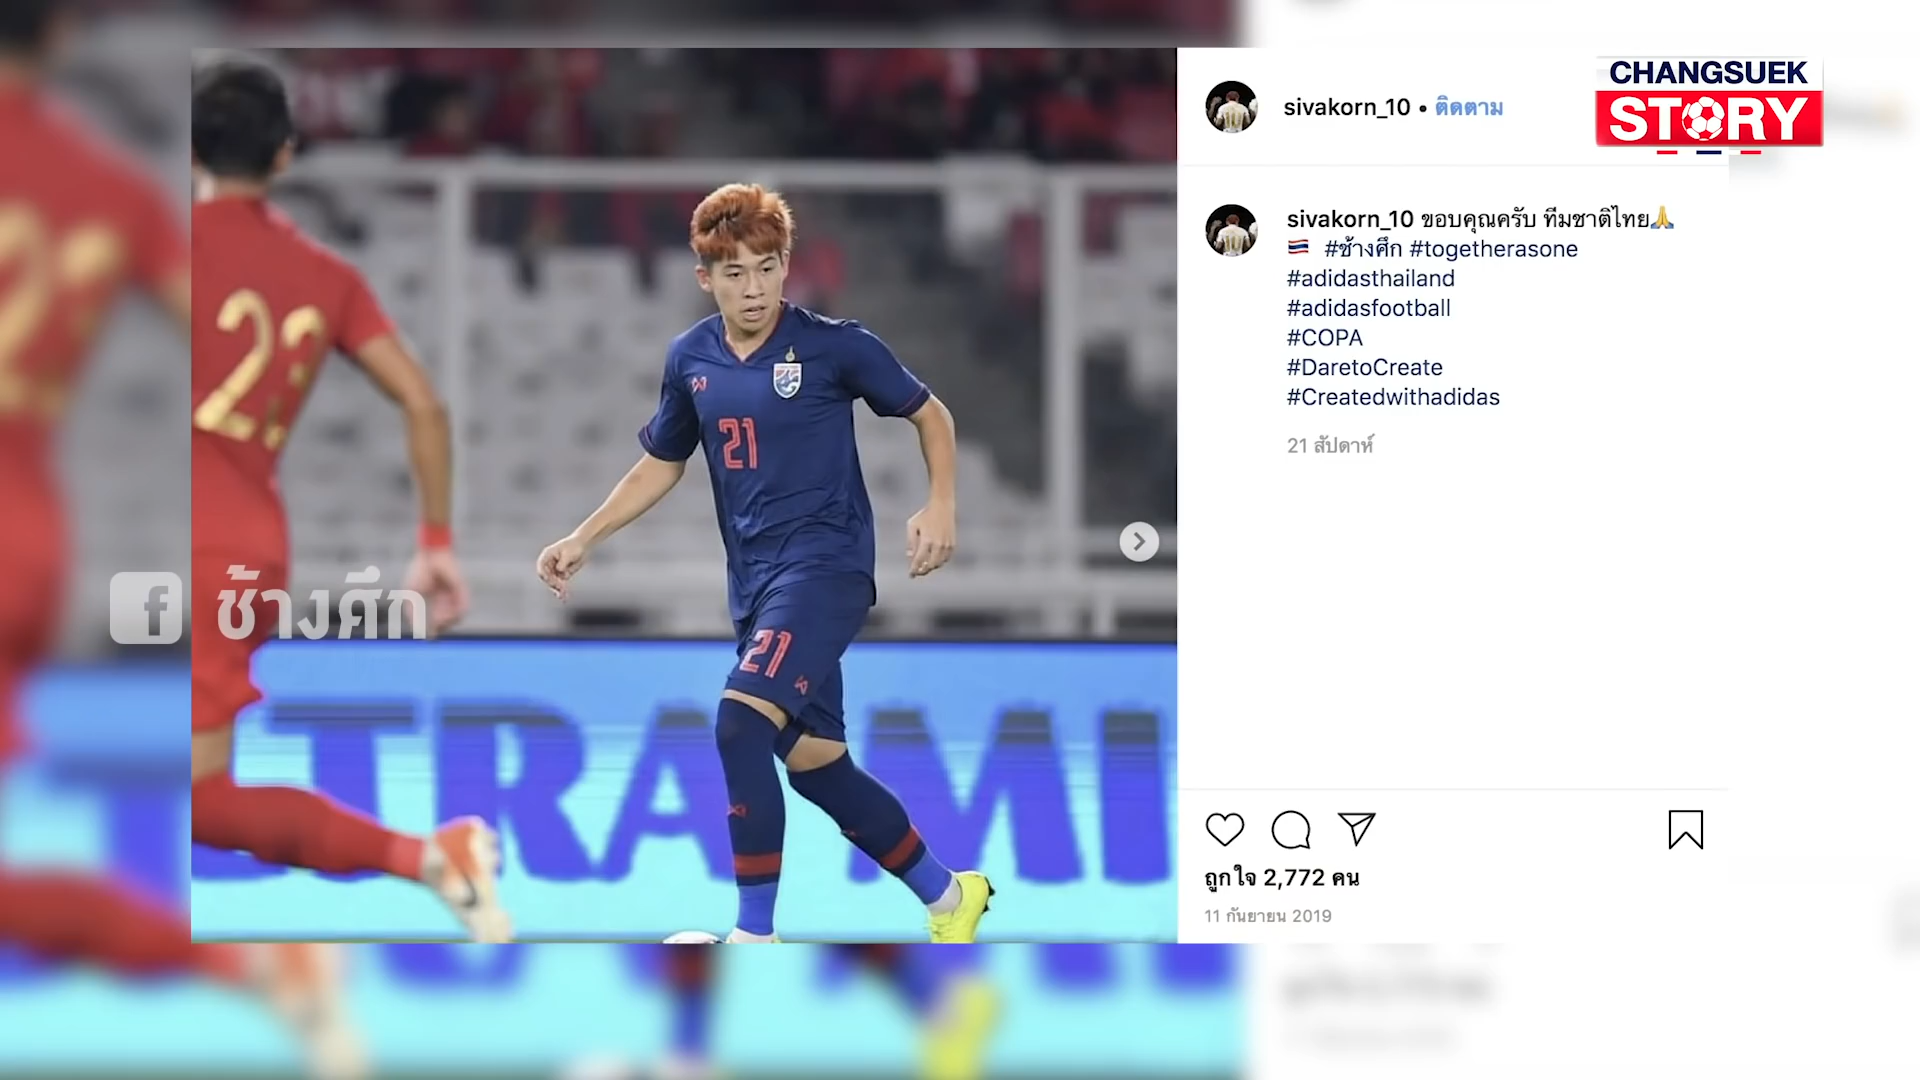 CHANGSUEK
STORY
sivakorn_10 • ติดตาม
sivakorn_10 ขอบคุณครับ ทีมชาติไทย🙏
🇹🇭 #ช้างศึก #togetherasone
#adidasthailand
#adidasfootball
#COPA
#DaretoCreate
#Createdwithadidas
21 สัปดาห์
23
21
21
f ช้างศึก
TRA MI
ถูกใจ 2,772 คน
11 กันยายน 2019